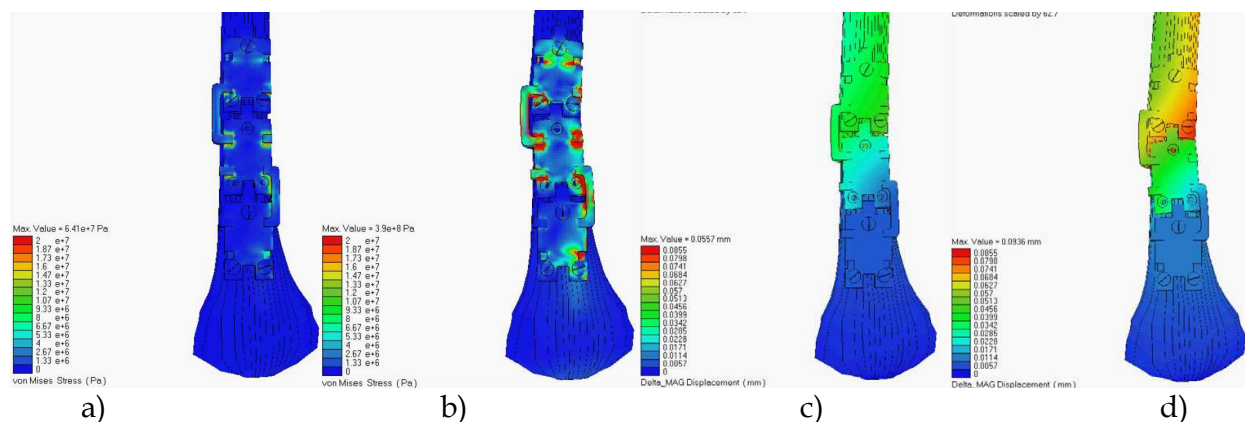 Deformations scaled by 62.7
Max. Value = 6.41e+7 Pa
2 e+7
1.87 e+7
1.73 e+7
1.6 e+7
1.47 e+7
1.33 e+7
1.2 e+7
1.07 e+7
9.33 e+6
8 e+6
6.67 e+6
5.33 e+6
4 e+6
2.67 e+6
1.33 e+6
0
von Mises Stress ( Pa )
Max. Value = 3.9e+8 Pa
2 e+7
1.87 e+7
1.73 e+7
1.6 e+7
1.47 e+7
1.33 e+7
1.2 e+7
1.07 e+7
9.33 e+6
8 e+6
6.67 e+6
5.33 e+6
4 e+6
2.67 e+6
1.33 e+6
0
von Mises Stress ( Pa )
Max. Value = 0.0557 mm
0.0855
0.0798
0.0741
0.0684
0.0627
0.057
0.0513
0.0456
0.0399
0.0342
0.0285
0.0228
0.0171
0.0114
0.0057
0
Delta_MAG Displacement ( mm )
Max. Value = 0.0936 mm
0.0855
0.0798
0.0741
0.0684
0.0627
0.057
0.0513
0.0456
0.0399
0.0342
0.0285
0.0228
0.0171
0.0114
0.0057
0
Delta_MAG Displacement ( mm )
a) b) c) d)